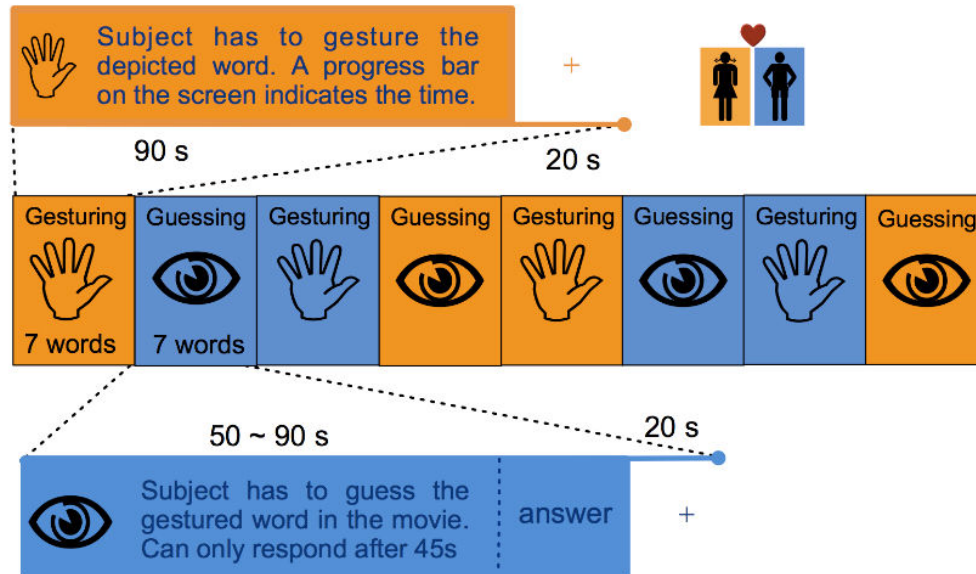 Subject has to gesture the
depicted word. A progress bar
on the screen indicates the time.
+
90 s
20 s
Gesturing
Guessing
Gesturing
Guessing
Gesturing
Guessing
Gesturing
Guessing
7 words
7 words
50 ~ 90 s
20 s
Subject has to guess the
gestured word in the movie.
Can only respond after 45s
answer
+